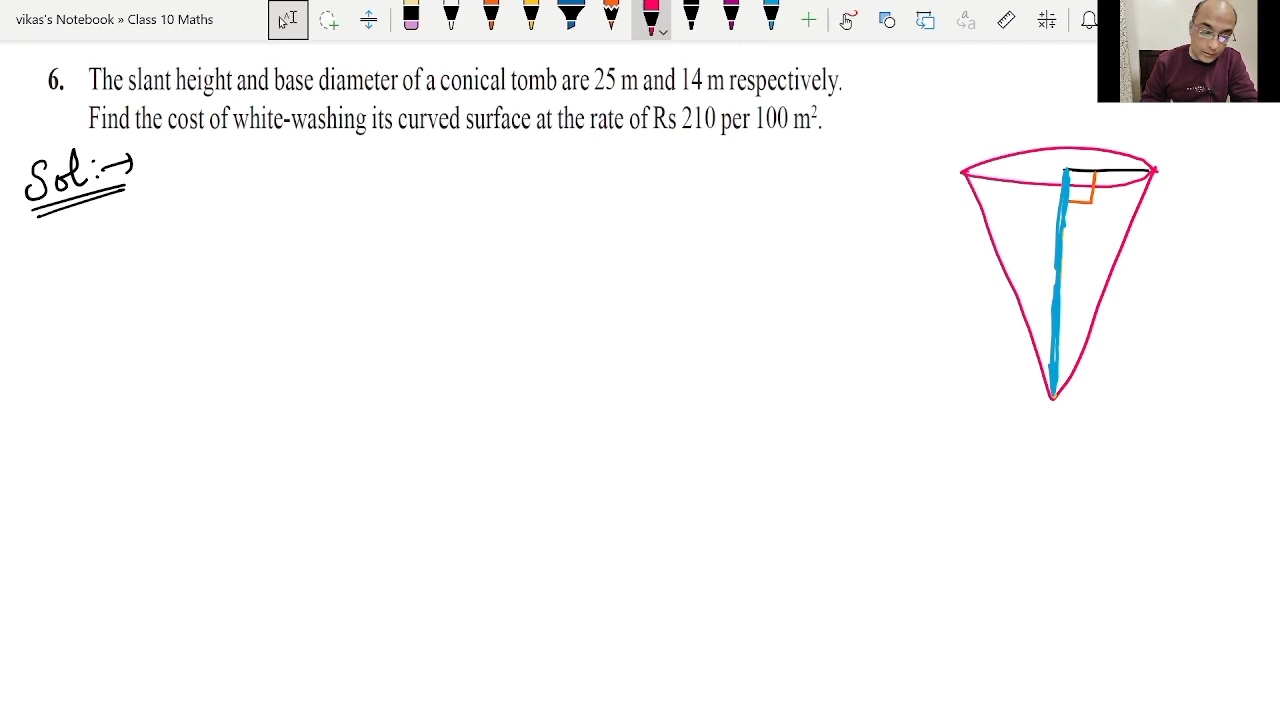 vikas's Notebook » Class 10 Maths
6. The slant height and base diameter of a conical tomb are 25 m and 14 m respectively.
Find the cost of white-washing its curved surface at the rate of Rs 210 per 100 m².
Sol:→